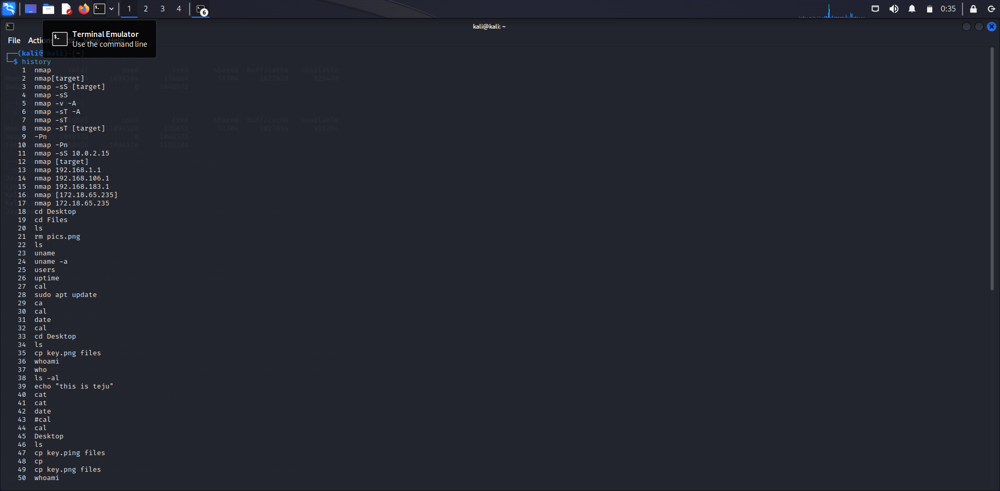 1 2 3 4 6 0:35
kali@kali: ~
Terminal Emulator
Use the command line
File Actions Edit View Help
(kali㉿kali)-[~]
$ history
1 nmap
2 nmap[target]
3 nmap -sS [target]
4 nmap -sS
5 nmap -v -A
6 nmap -sT -A
7 nmap -sT
8 nmap -sT [target]
9 -Pn
10 nmap -Pn
11 nmap -sS 10.0.2.15
12 nmap [target]
13 nmap 192.168.1.1
14 nmap 192.168.106.1
15 nmap 192.168.183.1
16 nmap [172.18.65.235]
17 nmap 172.18.65.235
18 cd Desktop
19 cd Files
20 ls
21 rm pics.png
22 ls
23 uname
24 uname -a
25 users
26 uptime
27 cal
28 sudo apt update
29 ca
30 cal
31 date
32 cal
33 cd Desktop
34 ls
35 cp key.png files
36 whoami
37 who
38 ls -al
39 echo "this is teju"
40 cat
41 cat
42 date
43 #cal
44 cal
45 Desktop
46 ls
47 cp key.ping files
48 cp
49 cp key.png files
50 whoami